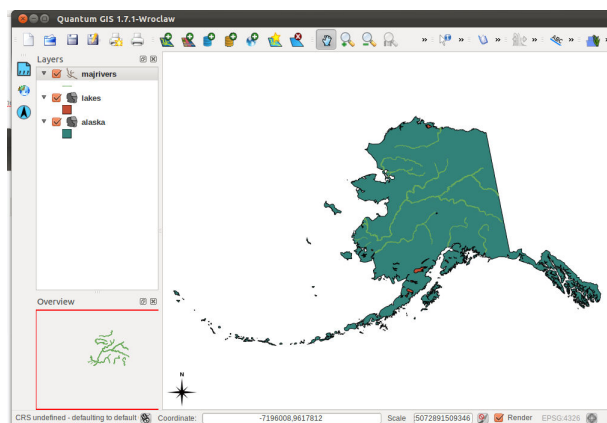 Quantum GIS 1.7.1-Wroclaw
Layers
majrivers
lakes
alaska
Overview
N
CRS undefined - defaulting to default
Coordinate:
-7196008,9617812
Scale
:5072891509346
Render
EPSG:4326